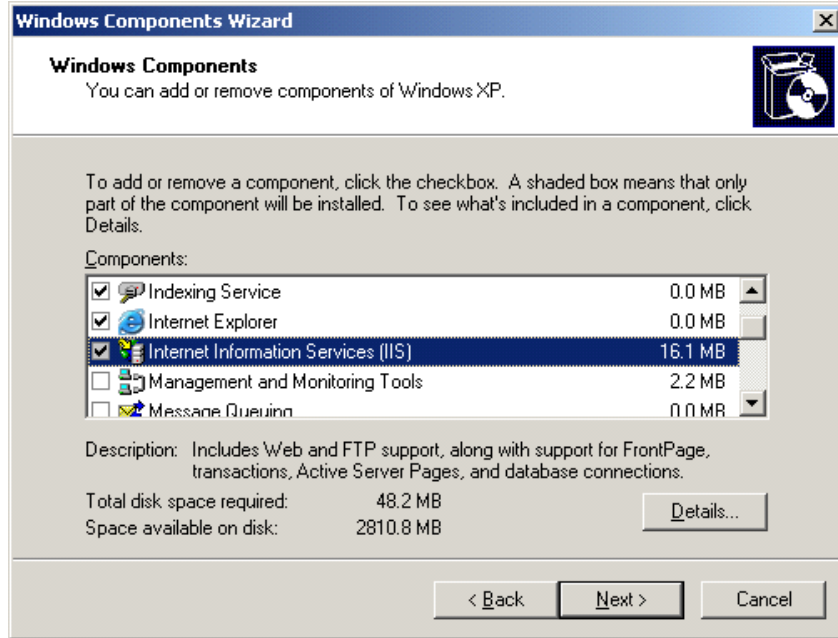 Windows Components Wizard
Windows Components
You can add or remove components of Windows XP.
To add or remove a component, click the checkbox. A shaded box means that only
part of the component will be installed. To see what's included in a component, click
Details.
Components:
Indexing Service 0.0 MB
Internet Explorer 0.0 MB
Internet Information Services (IIS) 16.1 MB
Management and Monitoring Tools 2.2 MB
Message Queuing 0.0 MB
Description: Includes Web and FTP support, along with support for FrontPage,
transactions, Active Server Pages, and database connections.
Total disk space required: 48.2 MB
Space available on disk: 2810.8 MB
Details...
< Back Next > Cancel